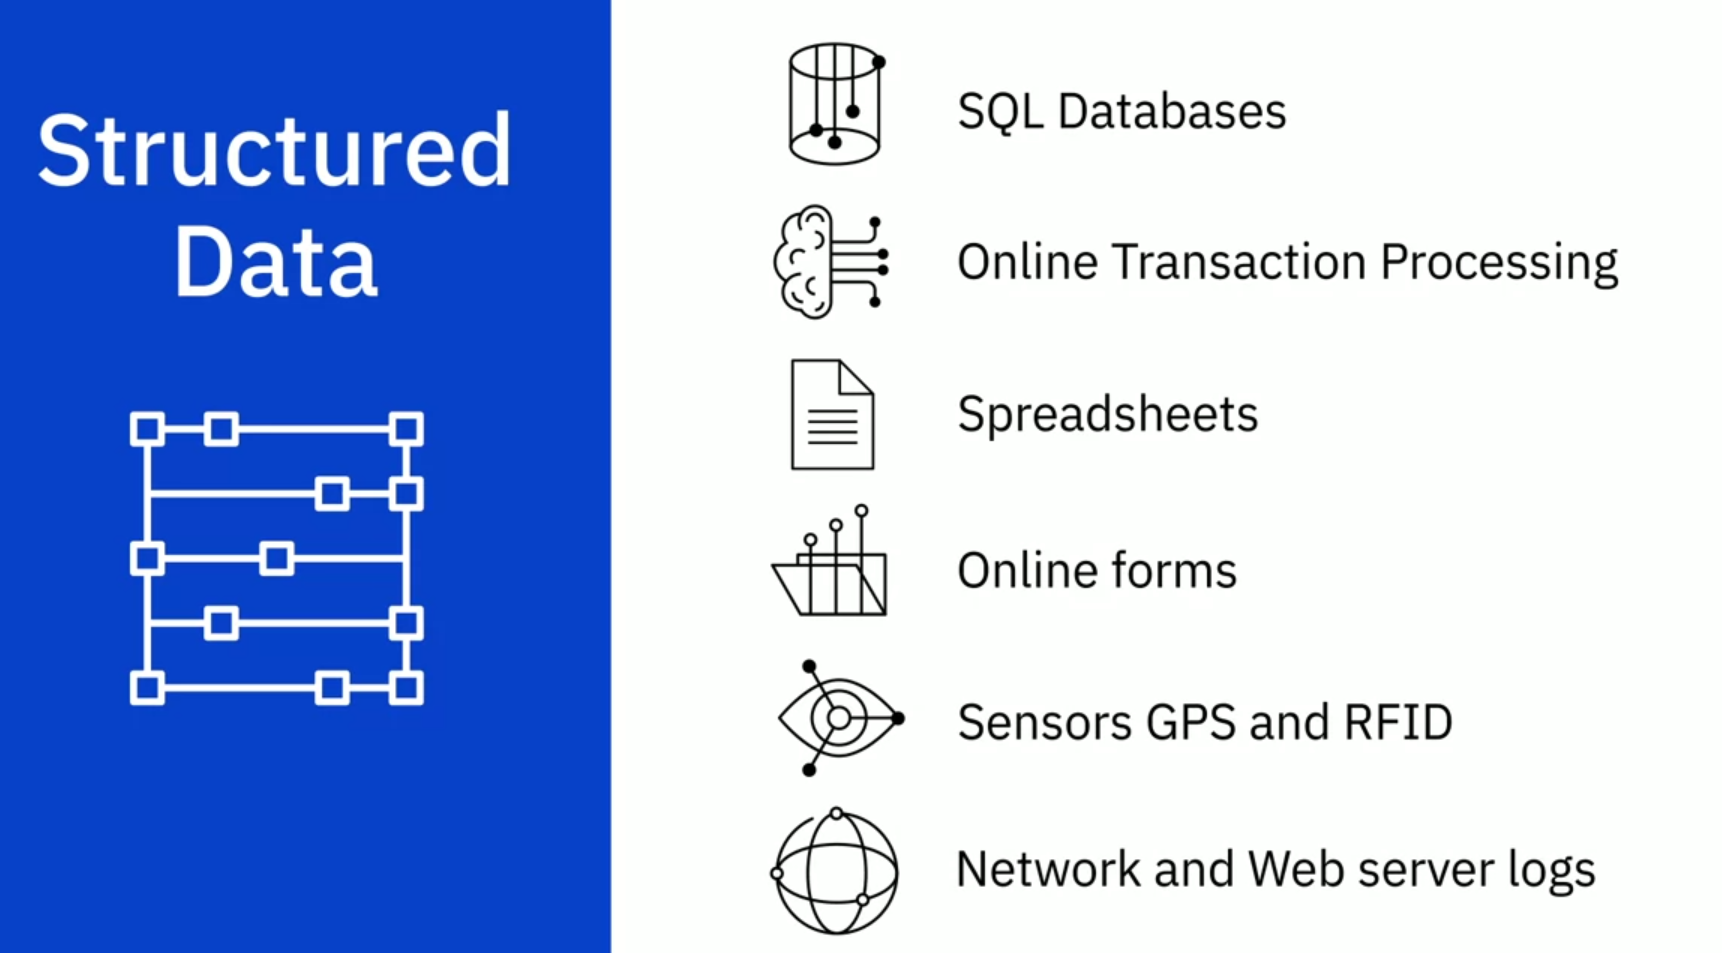 Structured
Data
SQL Databases
Online Transaction Processing
Spreadsheets
Online forms
Sensors GPS and RFID
Network and Web server logs